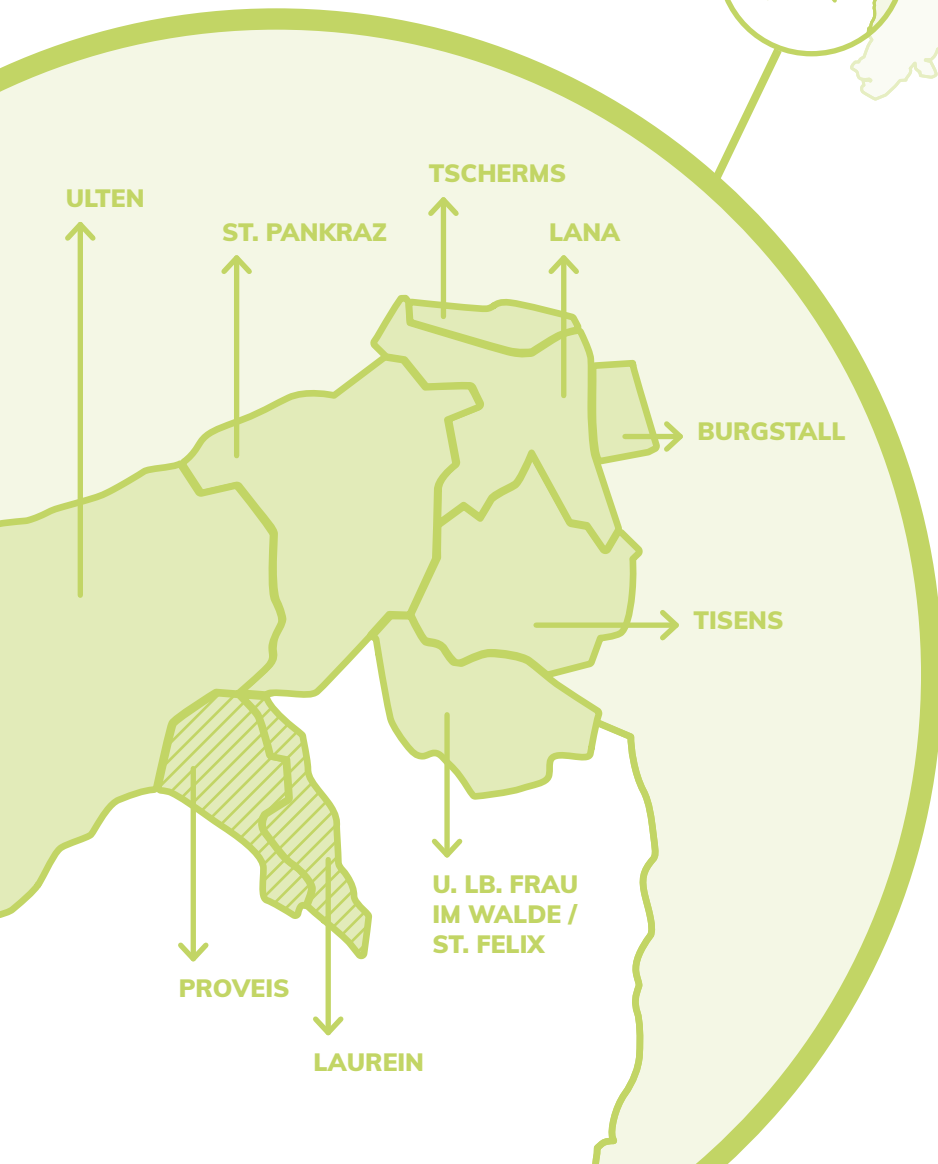 TSCHERMS
ULTEN
ST. PANKRAZ
LANA
BURGSTALL
TISENS
U. LB. FRAU
IM WALDE /
ST. FELIX
PROVEIS
LAUREIN